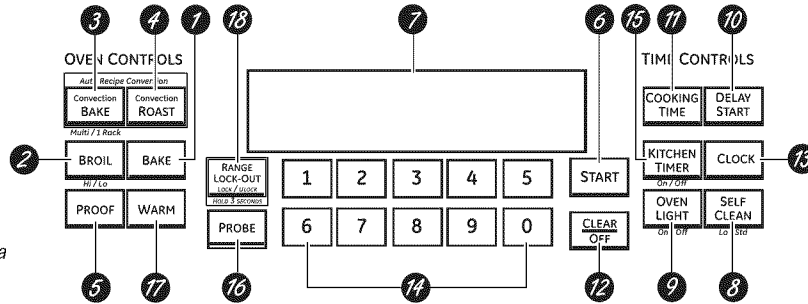 3 4 1 18 7 6 15 11 10
OVEN CONTROLS
TIME CONTROLS
Auto Recipe Conversion
Convection BAKE
Convection ROAST
COOKING TIME
DELAY START
Multi / 1 Rack
2
BROIL
BAKE
Hi / Lo
RANGE LOCK-OUT
LOCK / ULOCK
HOLD 3 SECONDS
1 2 3 4 5
START
KITCHEN TIMER
On / Off
CLOCK
13
PROOF
WARM
PROBE
6 7 8 9 0
CLEAR
OFF
OVEN LIGHT
On Off
SELF CLEAN
Lo Std
a
5 17 16 14 12 9 8